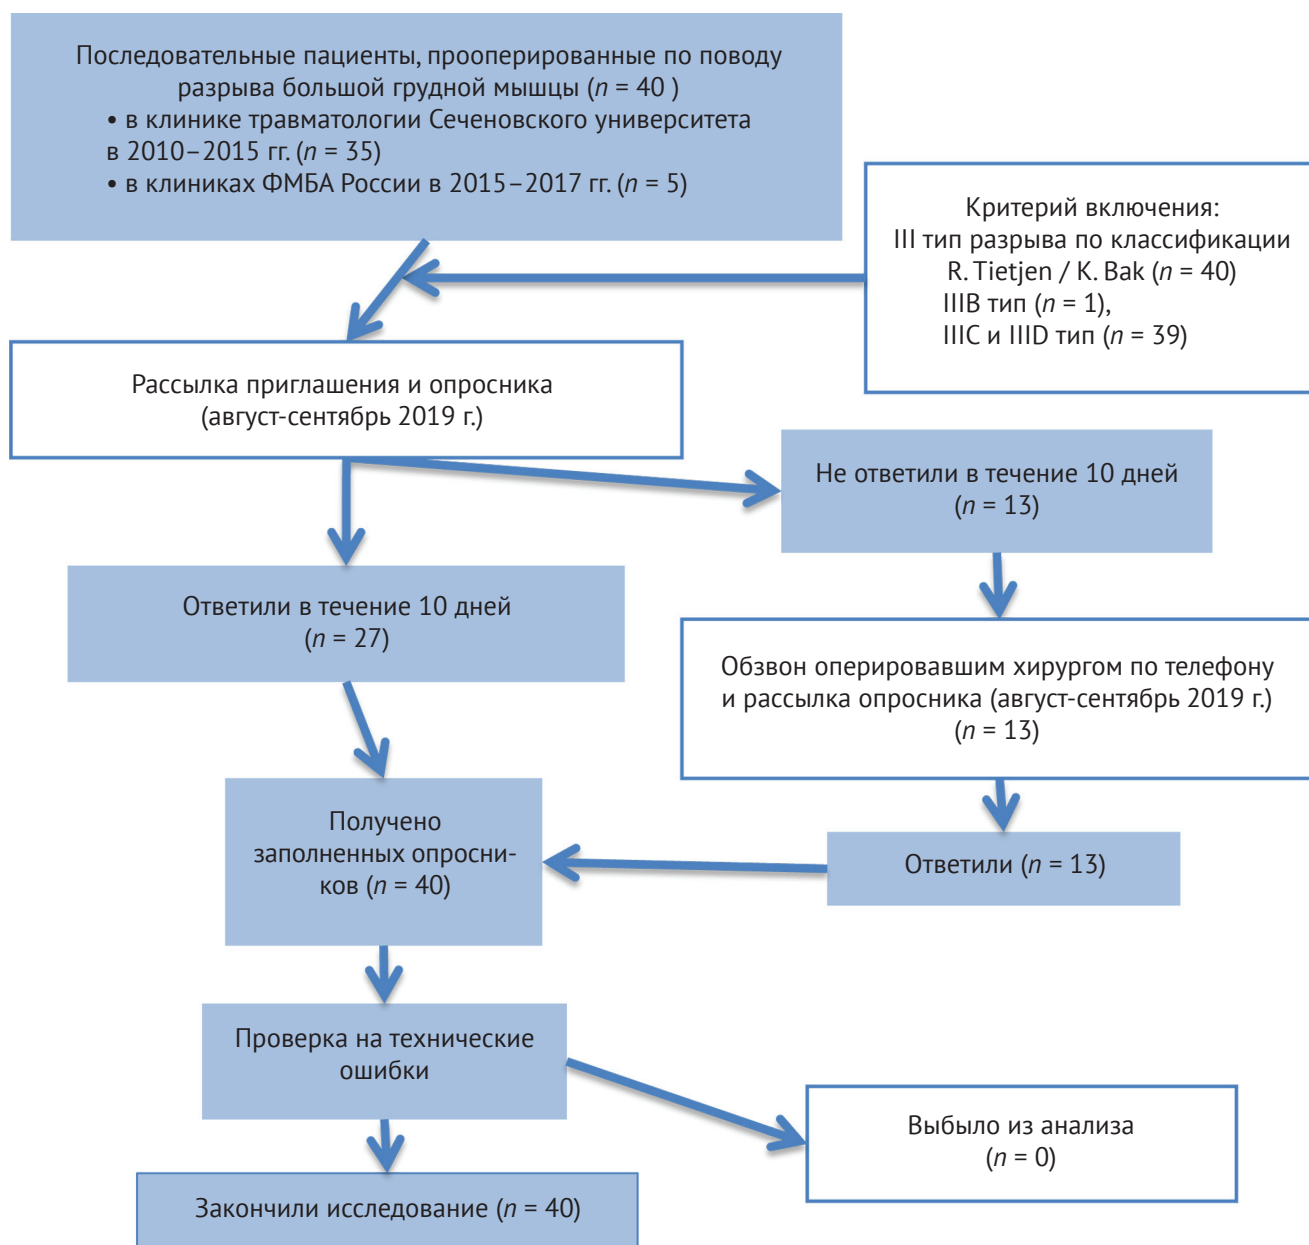 Последовательные пациенты, прооперированные по поводу
разрыва большой грудной мышцы (n = 40 )
• в клинике травматологии Сеченовского университета
в 2010–2015 гг. (n = 35)
• в клиниках ФМБА России в 2015–2017 гг. (n = 5)
Критерий включения:
III тип разрыва по классификации
R. Tietjen / K. Bak (n = 40)
IIIB тип (n = 1),
IIIC и IIID тип (n = 39)
Рассылка приглашения и опросника
(август-сентябрь 2019 г.)
Не ответили в течение 10 дней
(n = 13)
Ответили в течение 10 дней
(n = 27)
Обзвон оперировавшим хирургом по телефону
и рассылка опросника (август-сентябрь 2019 г.)
(n = 13)
Получено
заполненных опросни-
ков (n = 40)
Ответили (n = 13)
Проверка на технические
ошибки
Выбыло из анализа
(n = 0)
Закончили исследование (n = 40)